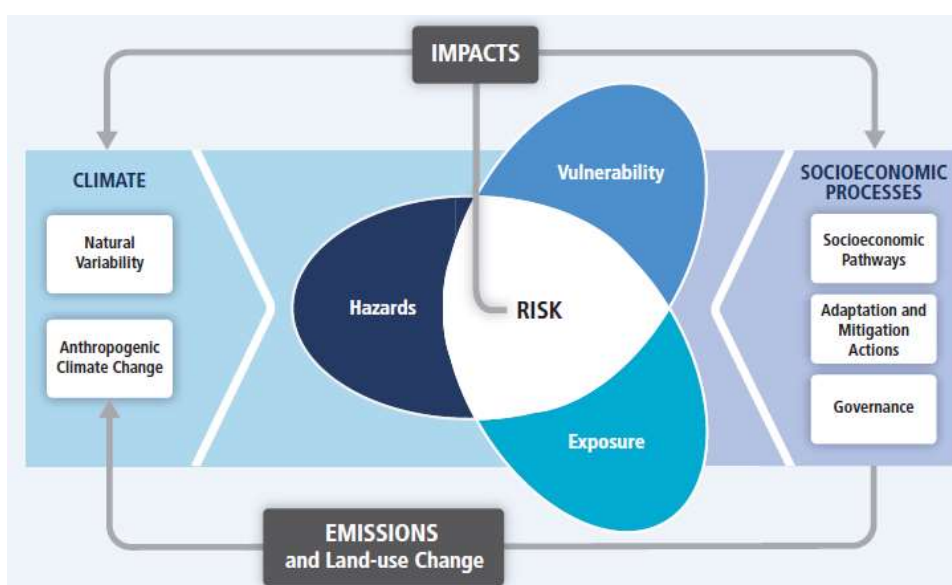 IMPACTS
CLIMATE
Natural
Variability
Anthropogenic
Climate Change
Vulnerability
Hazards
RISK
Exposure
SOCIOECONOMIC
PROCESSES
Socioeconomic
Pathways
Adaptation and
Mitigation
Actions
Governance
EMISSIONS
and Land-use Change